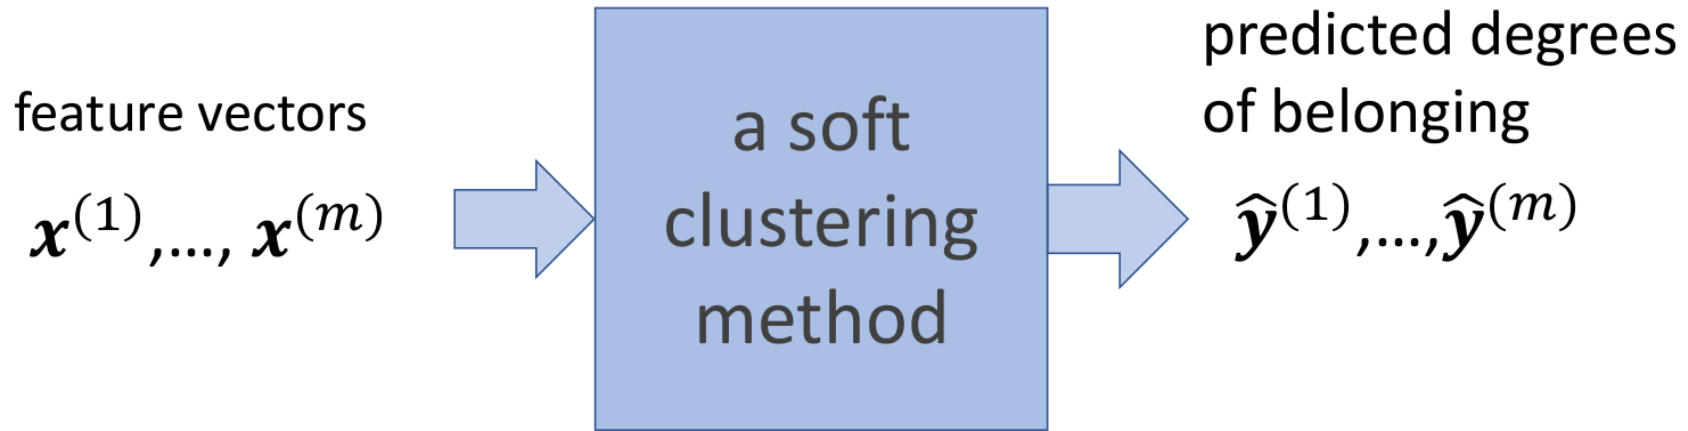 feature vectors
𝒙⁽¹⁾,…, 𝒙⁽ᵐ⁾
a soft
clustering
method
predicted degrees
of belonging
𝒚̂⁽¹⁾,…,𝒚̂⁽ᵐ⁾